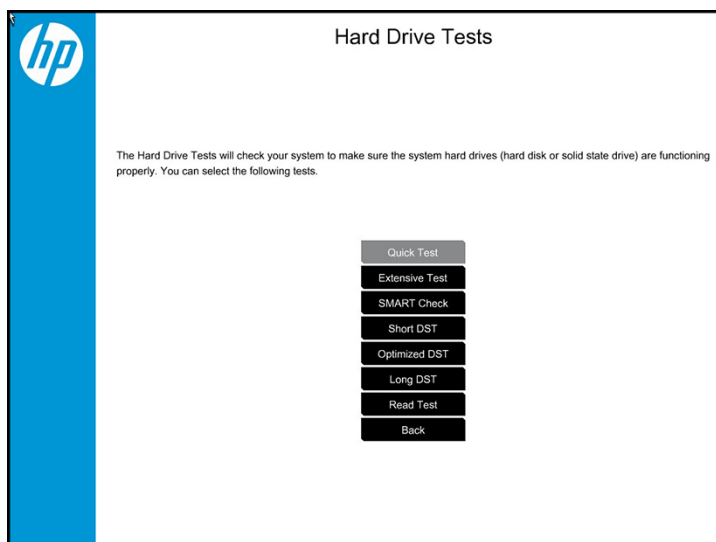 hp
Hard Drive Tests
The Hard Drive Tests will check your system to make sure the system hard drives (hard disk or solid state drive) are functioning
properly. You can select the following tests.
Quick Test
Extensive Test
SMART Check
Short DST
Optimized DST
Long DST
Read Test
Back